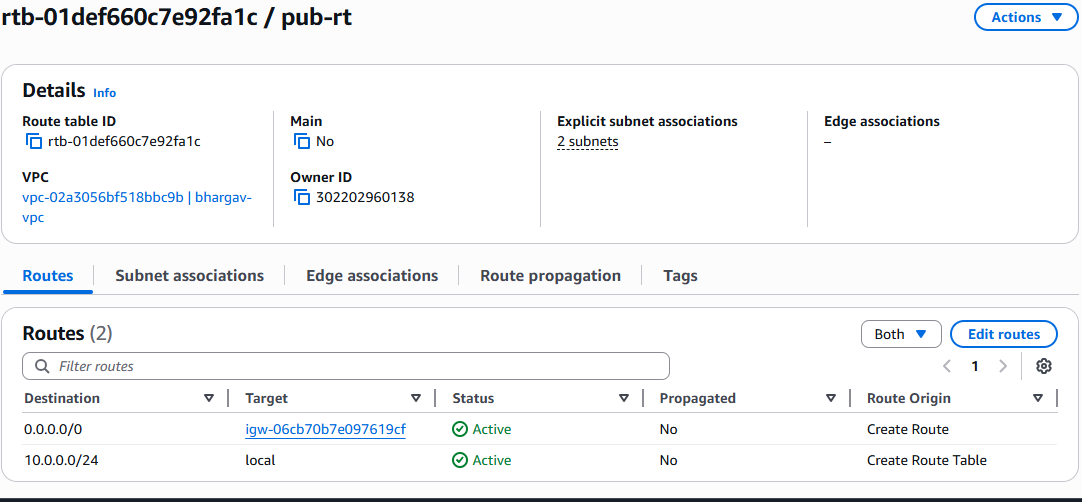 rtb-01def660c7e92fa1c / pub-rt
Actions
Details Info
Route table ID
rtb-01def660c7e92fa1c
Main
No
Explicit subnet associations
2 subnets
Edge associations
–
VPC
vpc-02a3056bf518bbc9b | bhargav-
vpc
Owner ID
302202960138
Routes
Subnet associations
Edge associations
Route propagation
Tags
Routes (2)
Both
Edit routes
Filter routes
1
Destination Target Status Propagated Route Origin
0.0.0.0/0 igw-06cb70b7e097619cf Active No Create Route
10.0.0.0/24 local Active No Create Route Table